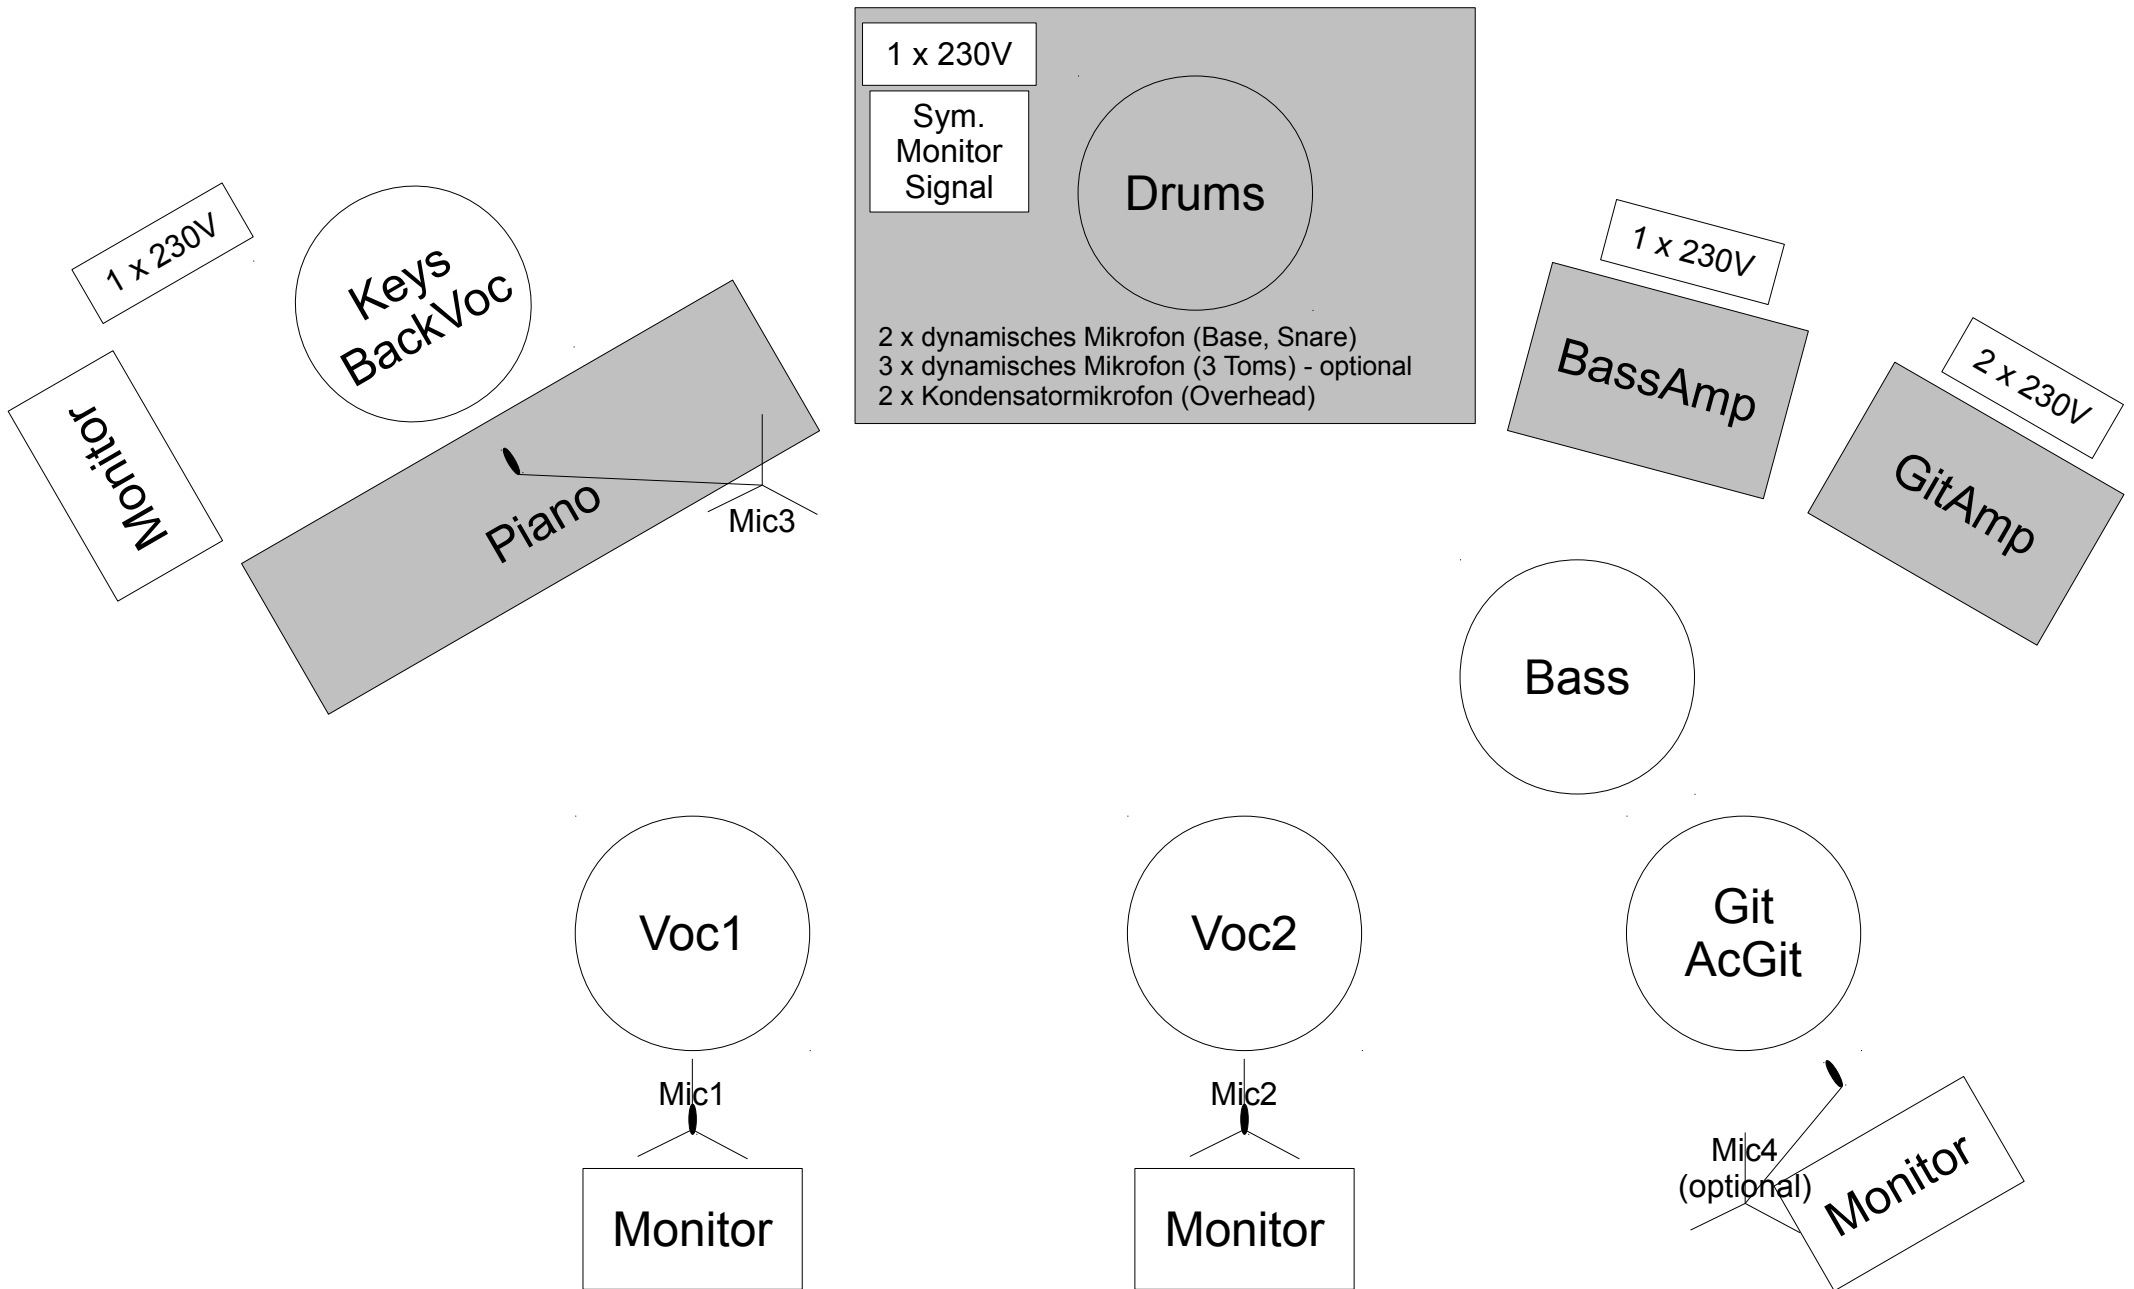 1 x 230V
Sym.
Monitor
Signal
Drums
2 x dynamisches Mikrofon (Base, Snare)
3 x dynamisches Mikrofon (3 Toms) - optional
2 x Kondensatormikrofon (Overhead)
1 x 230V
Keys
BackVoc
Monitor
Piano
Mic3
1 x 230V
BassAmp
2 x 230V
GitAmp
Bass
Voc1
Voc2
Git
AcGit
Mic1
Mic2
Mic4
(optional)
Monitor
Monitor
Monitor